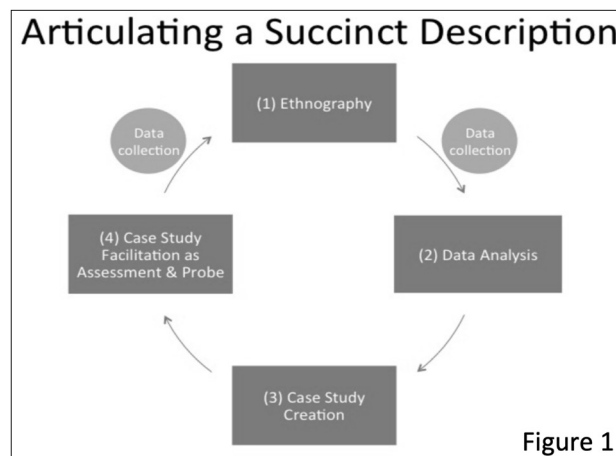 Articulating a Succinct Description
(1) Ethnography
Data
collection
Data
collection
(4) Case Study
Facilitation as
Assessment & Probe
(2) Data Analysis
(3) Case Study
Creation
Figure 1